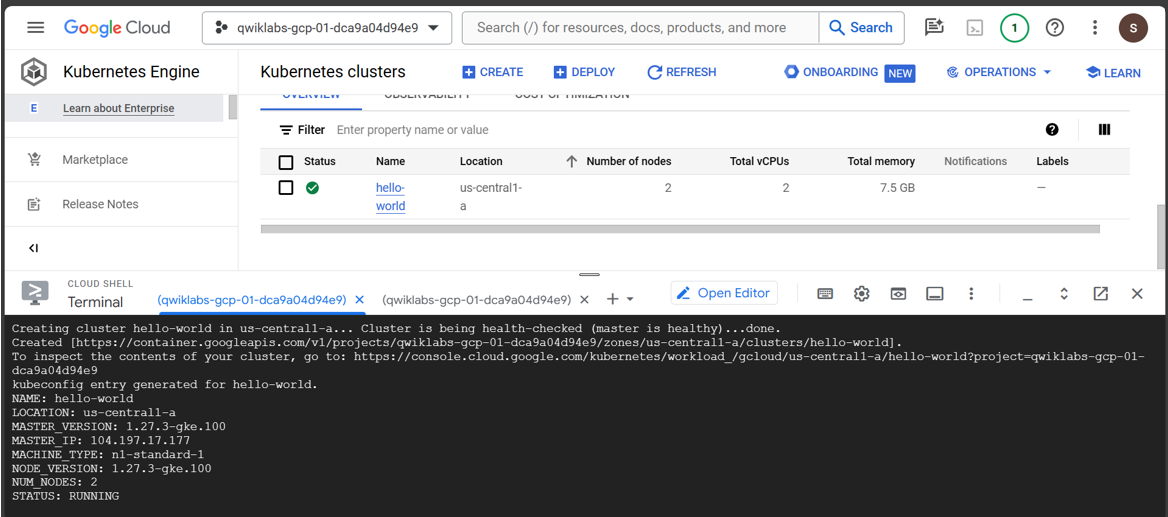 Google Cloud
qwiklabs-gcp-01-dca9a04d94e9
Search (/) for resources, docs, products, and more
Search
1
S
Kubernetes Engine
Kubernetes clusters
CREATE
DEPLOY
REFRESH
ONBOARDING NEW
OPERATIONS
LEARN
E Learn about Enterprise
Marketplace
Release Notes
OVERVIEW OBSERVABILITY COST OPTIMIZATION
Filter Enter property name or value
Status Name Location Number of nodes Total vCPUs Total memory Notifications Labels
hello-world us-central1-a 2 2 7.5 GB —
CLOUD SHELL
Terminal
(qwiklabs-gcp-01-dca9a04d94e9) (qwiklabs-gcp-01-dca9a04d94e9)
Open Editor
Creating cluster hello-world in us-central1-a... Cluster is being health-checked (master is healthy)...done.
Created [https://container.googleapis.com/v1/projects/qwiklabs-gcp-01-dca9a04d94e9/zones/us-central1-a/clusters/hello-world].
To inspect the contents of your cluster, go to: https://console.cloud.google.com/kubernetes/workload_/gcloud/us-central1-a/hello-world?project=qwiklabs-gcp-01-
dca9a04d94e9
kubeconfig entry generated for hello-world.
NAME: hello-world
LOCATION: us-central1-a
MASTER_VERSION: 1.27.3-gke.100
MASTER_IP: 104.197.17.177
MACHINE_TYPE: n1-standard-1
NODE_VERSION: 1.27.3-gke.100
NUM_NODES: 2
STATUS: RUNNING